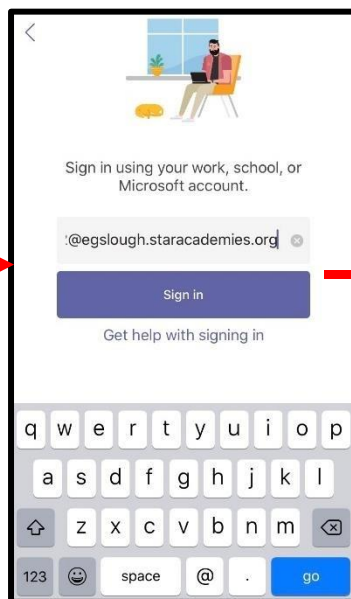 Sign in using your work, school, or
Microsoft account.
@egslough.staracademies.org
Sign in
Get help with signing in
q w e r t y u i o p
a s d f g h j k l
z x c v b n m
123 space @ . go